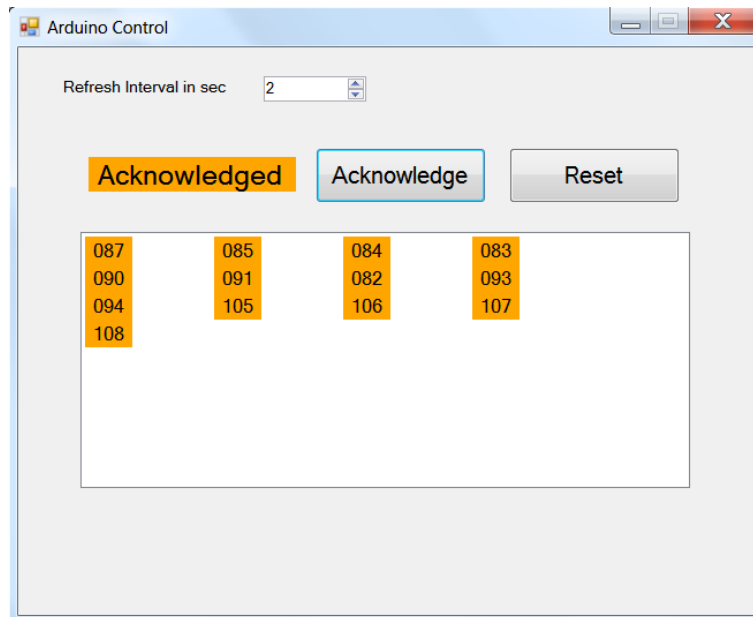 Arduino Control
Refresh Interval in sec 2
Acknowledged Acknowledge Reset
087 085 084 083
090 091 082 093
094 105 106 107
108